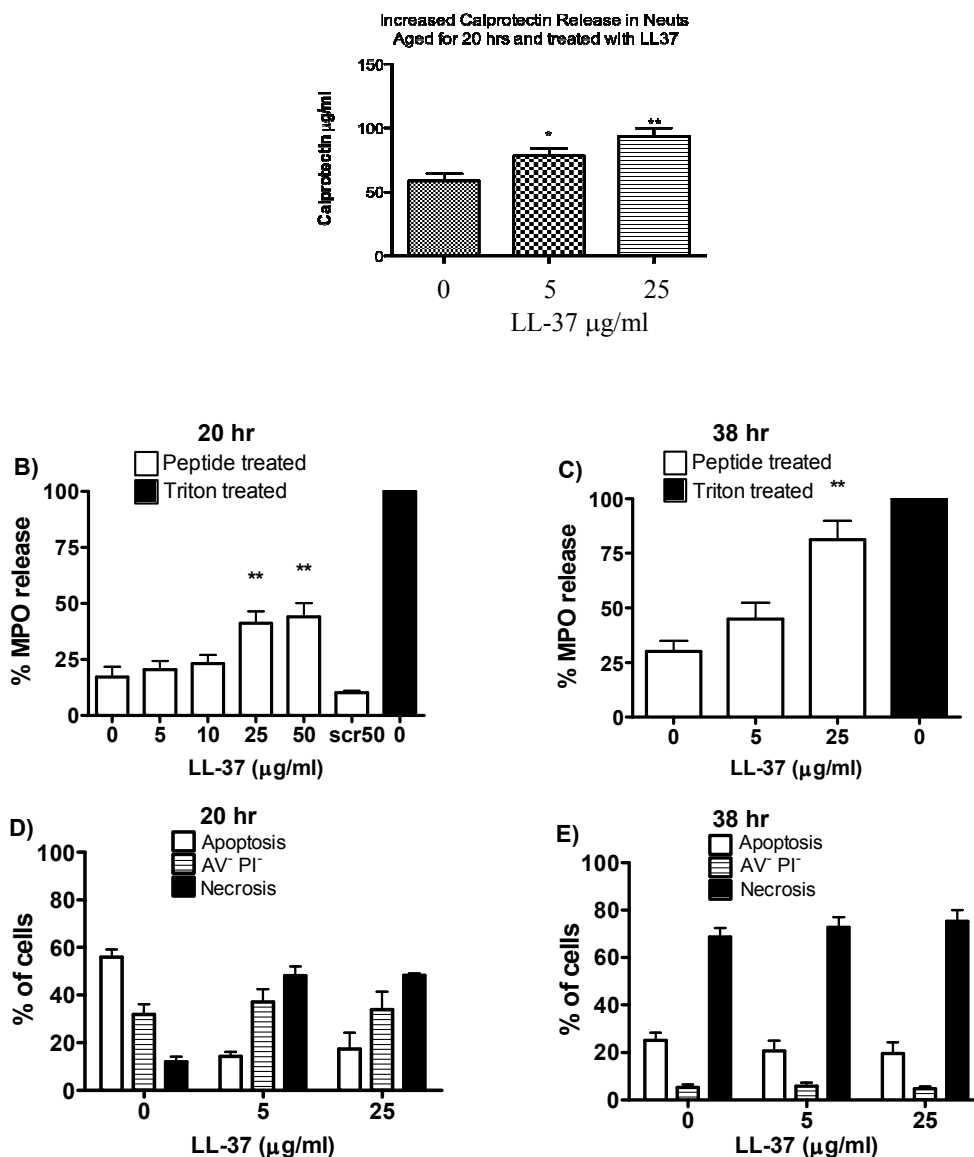 Increased Calprotectin Release in Neuts
Aged for 20 hrs and treated with LL37
Calprotectin µg/ml
150
100
50
0
*
**
0 5 25
LL-37 µg/ml
B)
20 hr
Peptide treated
Triton treated
% MPO release
100
75
50
25
0
** **
0 5 10 25 50 scr50 0
LL-37 (µg/ml)
C)
38 hr
Peptide treated
Triton treated
% MPO release
100
75
50
25
0
**
0 5 25 0
LL-37 (µg/ml)
D)
20 hr
Apoptosis
AV⁻ PI⁻
Necrosis
% of cells
100
80
60
40
20
0
0 5 25
LL-37 (µg/ml)
E)
38 hr
Apoptosis
AV⁻ PI⁻
Necrosis
% of cells
100
80
60
40
20
0
0 5 25
LL-37 (µg/ml)